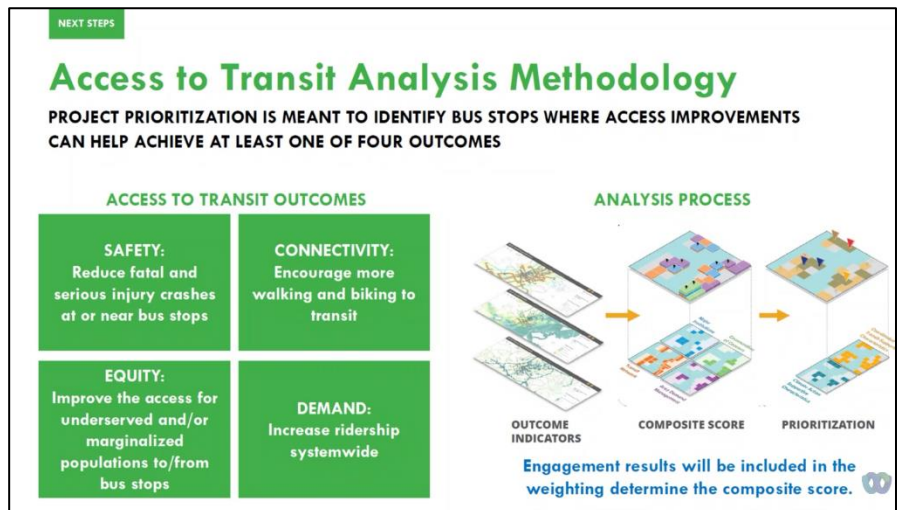 NEXT STEPS
Access to Transit Analysis Methodology
PROJECT PRIORITIZATION IS MEANT TO IDENTIFY BUS STOPS WHERE ACCESS IMPROVEMENTS
CAN HELP ACHIEVE AT LEAST ONE OF FOUR OUTCOMES
ACCESS TO TRANSIT OUTCOMES
SAFETY:
Reduce fatal and
serious injury crashes
at or near bus stops
CONNECTIVITY:
Encourage more
walking and biking to
transit
EQUITY:
Improve the access for
underserved and/or
marginalized
populations to/from
bus stops
DEMAND:
Increase ridership
systemwide
ANALYSIS PROCESS
OUTCOME
INDICATORS
COMPOSITE SCORE
PRIORITIZATION
Engagement results will be included in the
weighting determine the composite score.